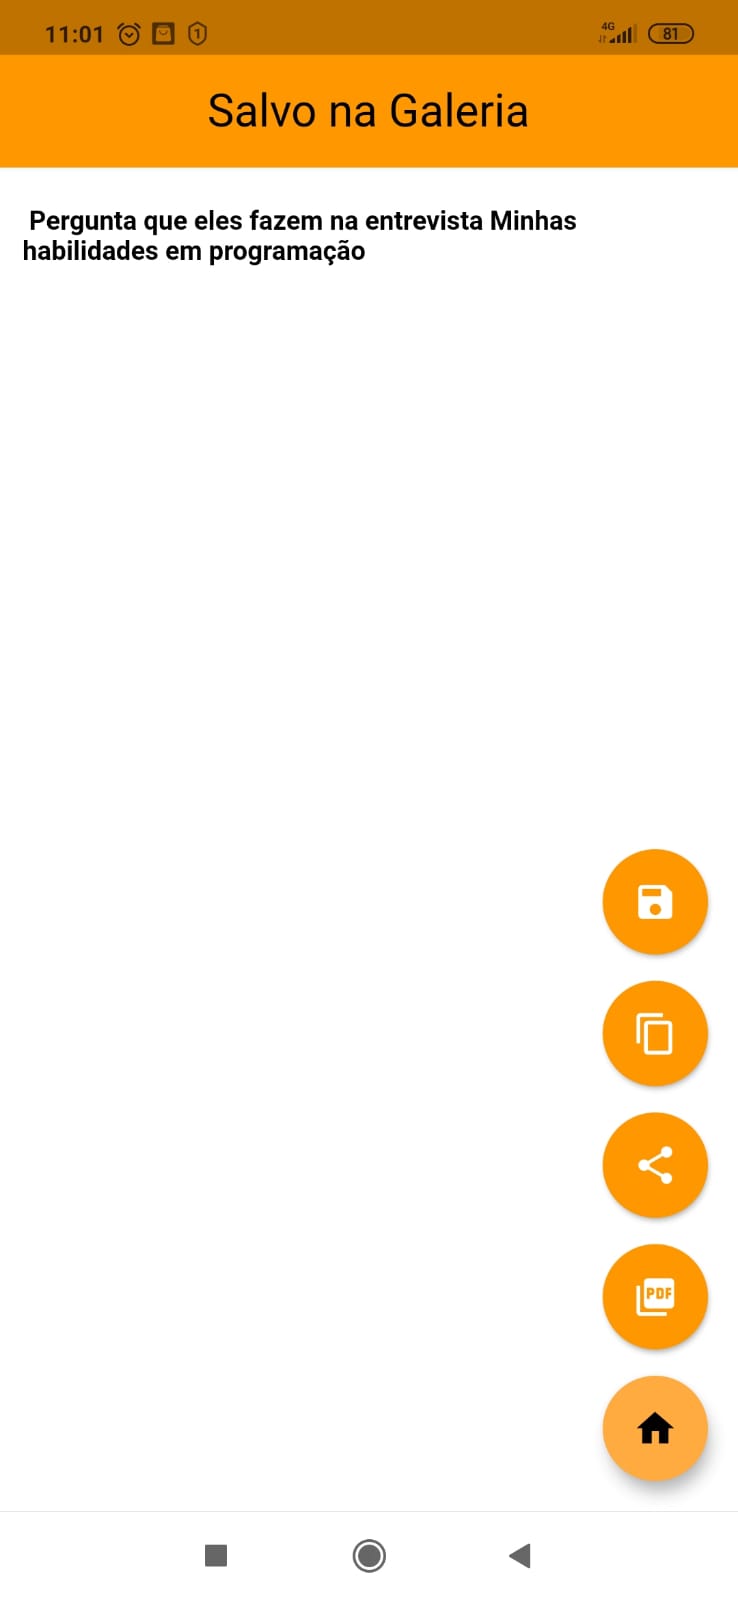 11:01 1 4G 81
Salvo na Galeria
Pergunta que eles fazem na entrevista Minhas
habilidades em programação
PDF